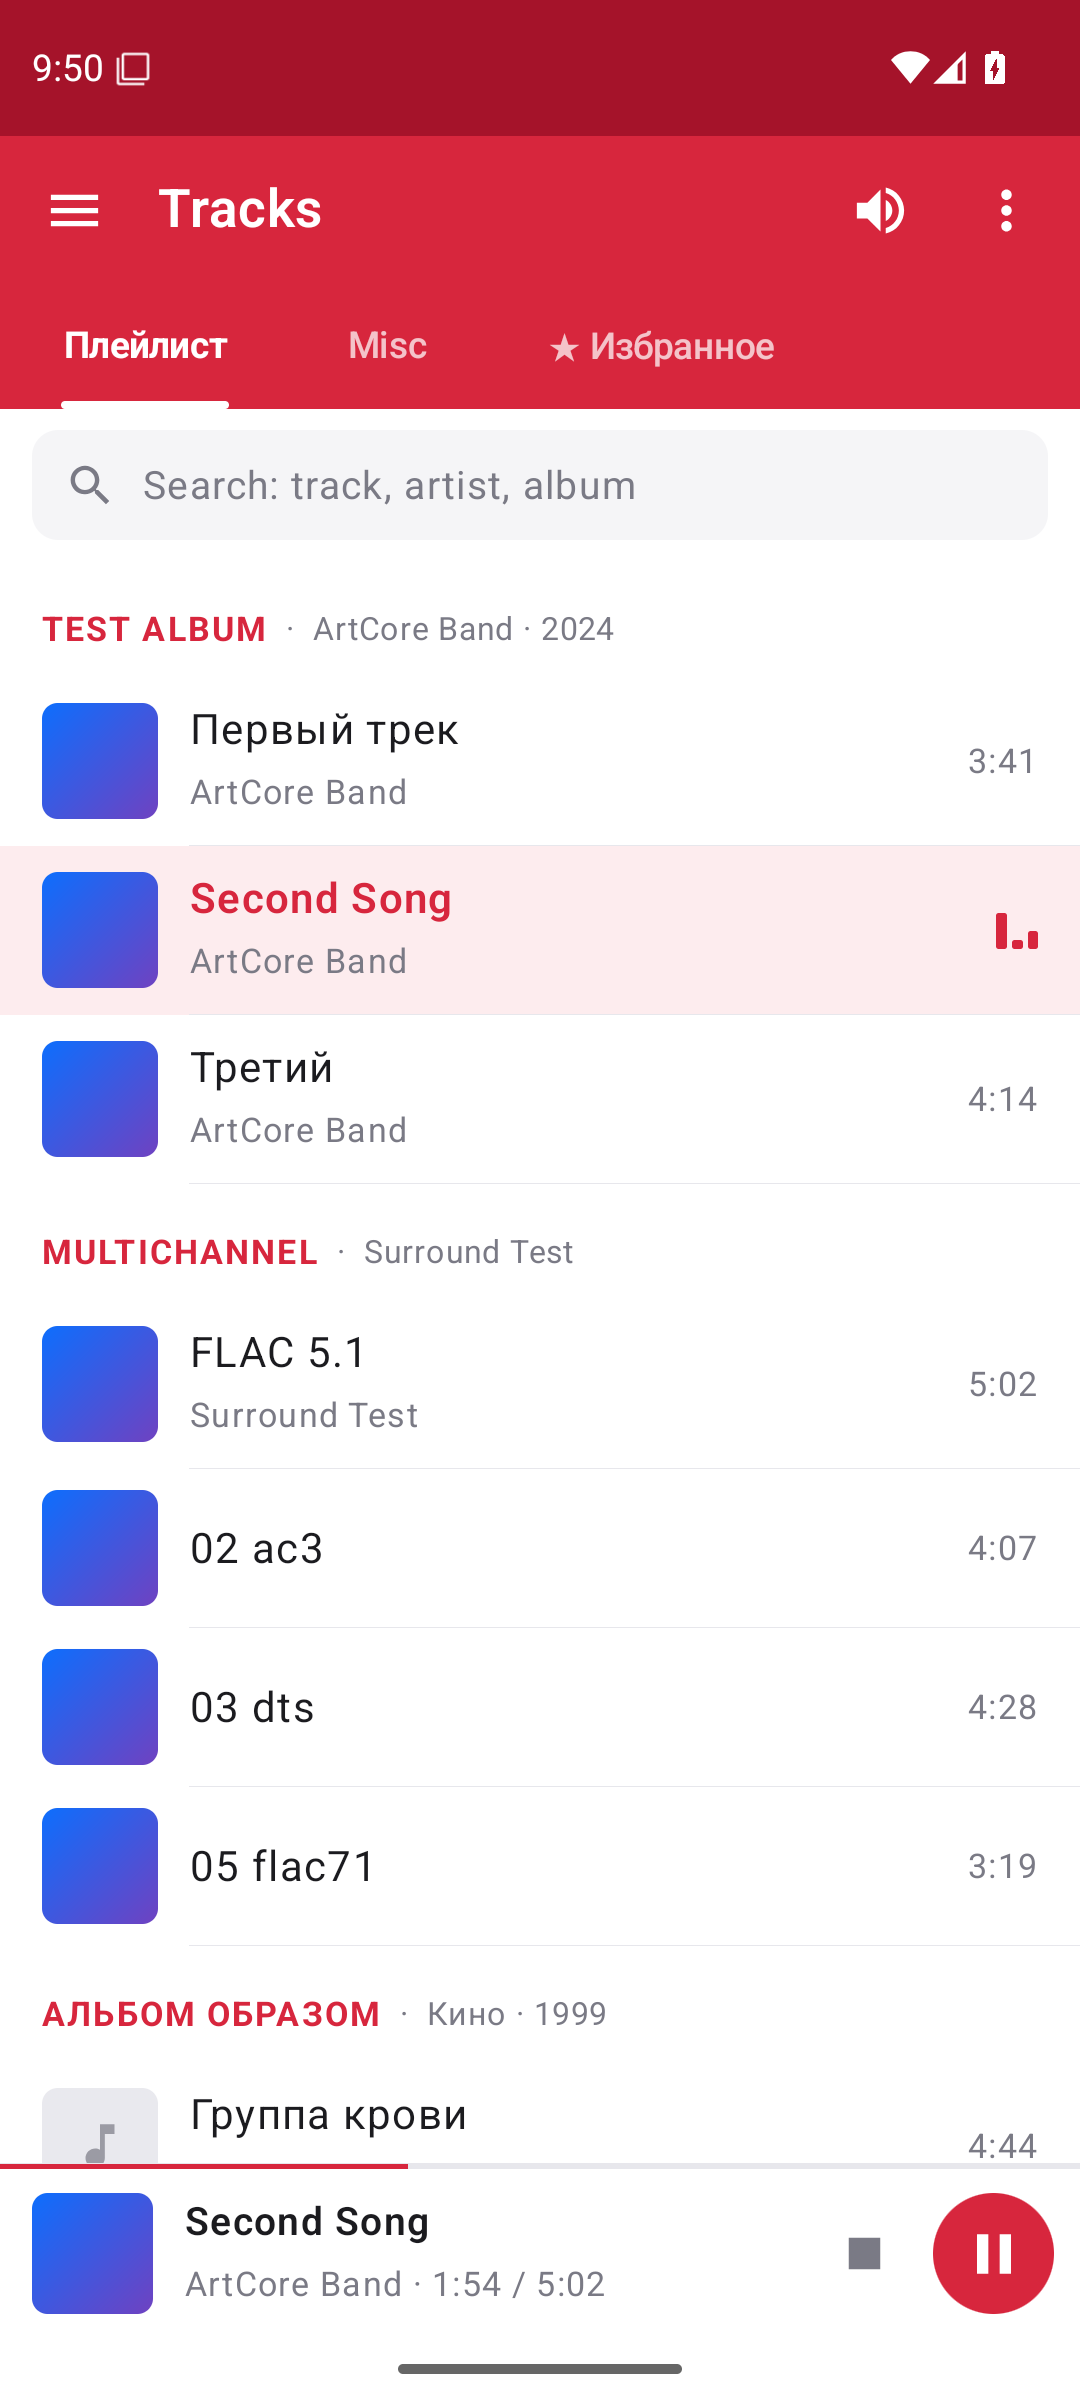 9:50
Tracks
Плейлист Misc ★ Избранное
Search: track, artist, album
TEST ALBUM · ArtCore Band · 2024
Первый трек
ArtCore Band
3:41
Second Song
ArtCore Band
Третий
ArtCore Band
4:14
MULTICHANNEL · Surround Test
FLAC 5.1
Surround Test
5:02
02 ac3
4:07
03 dts
4:28
05 flac71
3:19
АЛЬБОМ ОБРАЗОМ · Кино · 1999
Группа крови
4:44
Second Song
ArtCore Band · 1:54 / 5:02